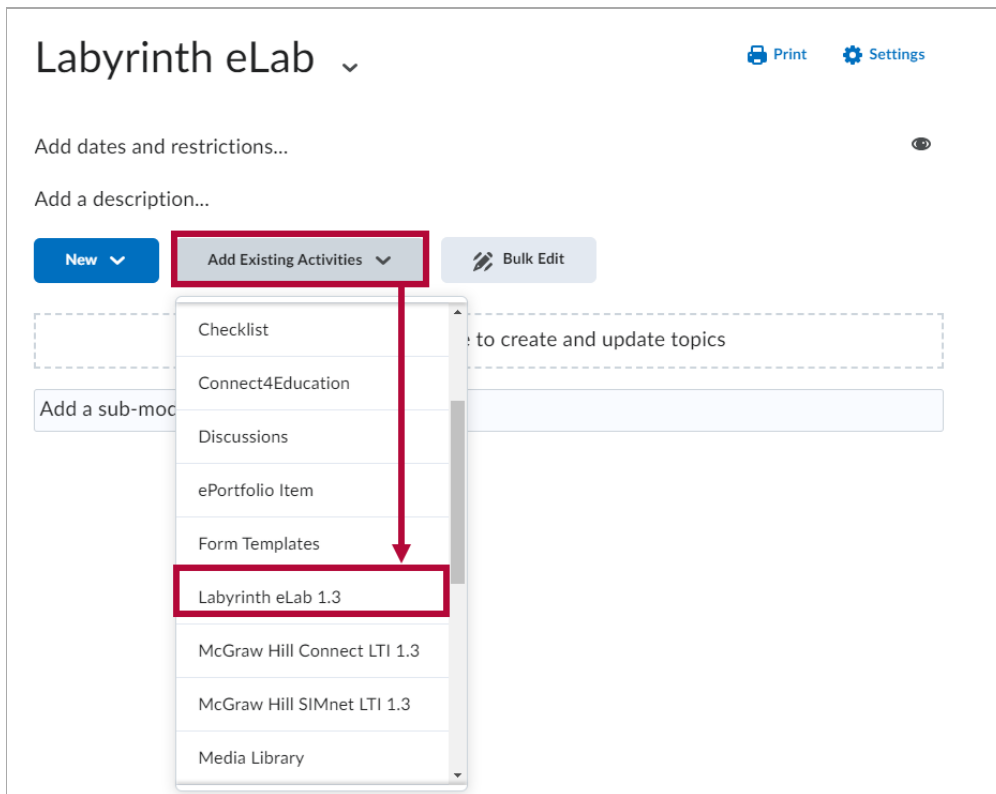 Labyrinth eLab
Print
Settings
Add dates and restrictions...
Add a description...
New
Add Existing Activities
Bulk Edit
to create and update topics
Add a sub-mod
Checklist
Connect4Education
Discussions
ePortfolio Item
Form Templates
Labyrinth eLab 1.3
McGraw Hill Connect LTI 1.3
McGraw Hill SIMnet LTI 1.3
Media Library